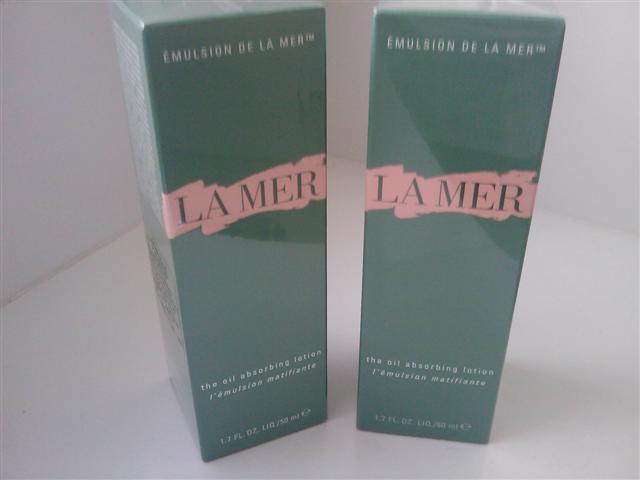 ÉMULSION DE LA MER™
LA MER
the oil absorbing lotion
l'émulsion matifiante
1.7 FL. OZ. LIQ./50 ml ℮
ÉMULSION DE LA MER™
LA MER
the oil absorbing lotion
l'émulsion matifiante
1.7 FL. OZ. LIQ./50 ml ℮